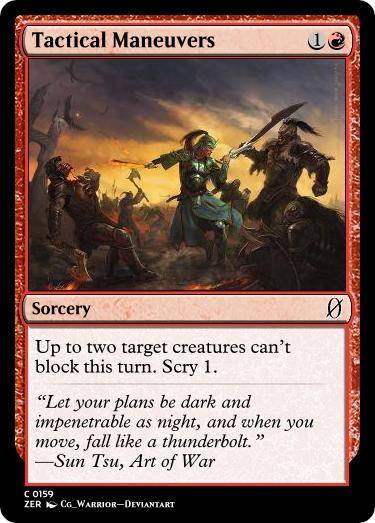 Tactical Maneuvers 1
Sorcery
Up to two target creatures can't
block this turn. Scry 1.
“Let your plans be dark and
impenetrable as night, and when you
move, fall like a thunderbolt.”
—Sun Tsu, Art of War
C 0159
ZER Cg_Warrior—Deviantart